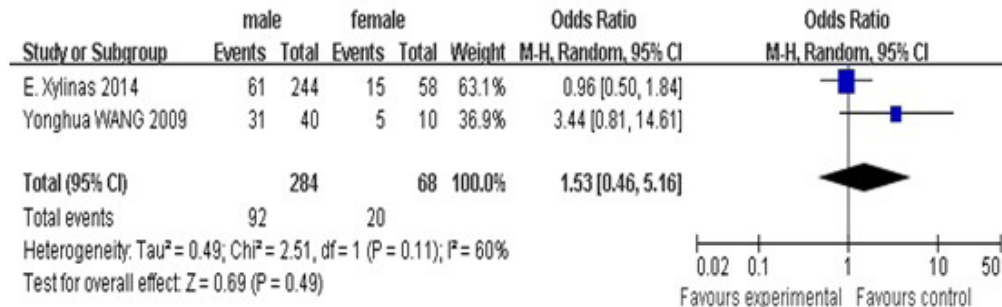 male female Odds Ratio Odds Ratio
Study or Subgroup Events Total Events Total Weight M-H, Random, 95% CI M-H, Random, 95% CI
E. Xylinas 2014 61 244 15 58 63.1% 0.96 [0.50, 1.84]
Yonghua WANG 2009 31 40 5 10 36.9% 3.44 [0.81, 14.61]
Total (95% CI) 284 68 100.0% 1.53 [0.46, 5.16]
Total events 92 20
Heterogeneity: Tau² = 0.49; Chi² = 2.51, df = 1 (P = 0.11); I² = 60%
Test for overall effect: Z = 0.69 (P = 0.49)
0.02 0.1 1 10 50
Favours experimental Favours control